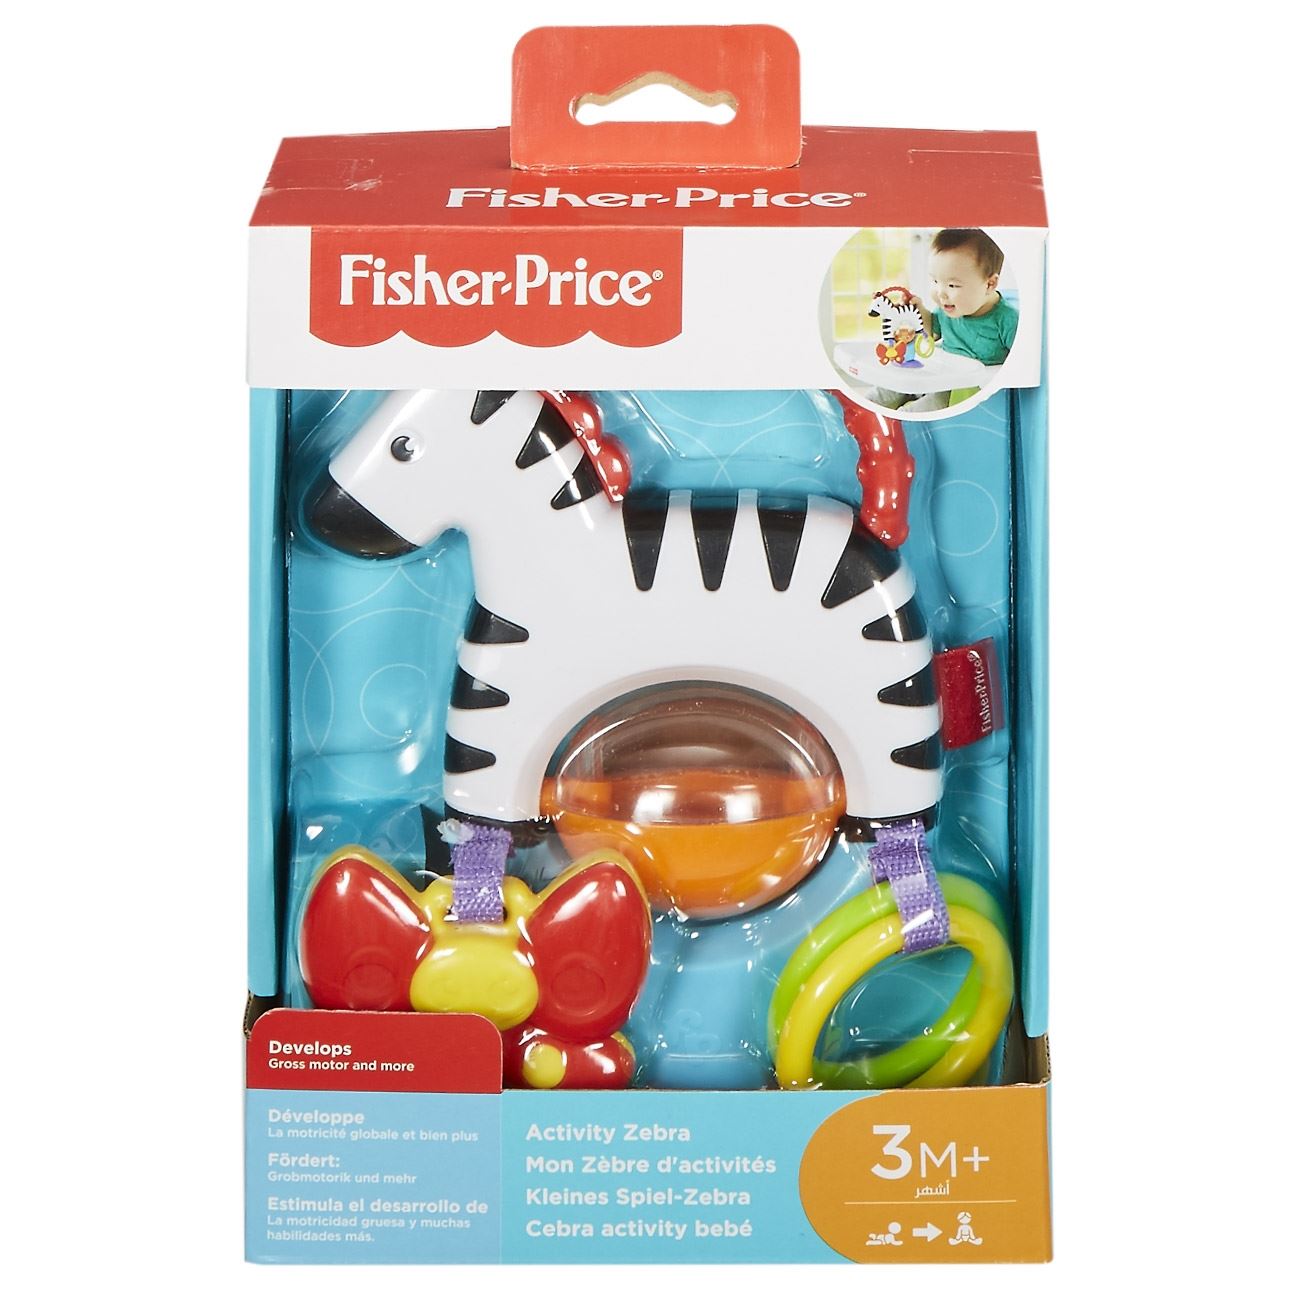 Fisher-Price®
Fisher-Price®
Fisher-Price®
Develops
Gross motor and more
Développe
La motricité globale et bien plus
Fördert:
Grobmotorik und mehr
Estimula el desarrollo de
La motricidad gruesa y muchas
habilidades más.
Activity Zebra
Mon Zèbre d'activités
Kleines Spiel-Zebra
Cebra activity bebé
3M+
أشهر